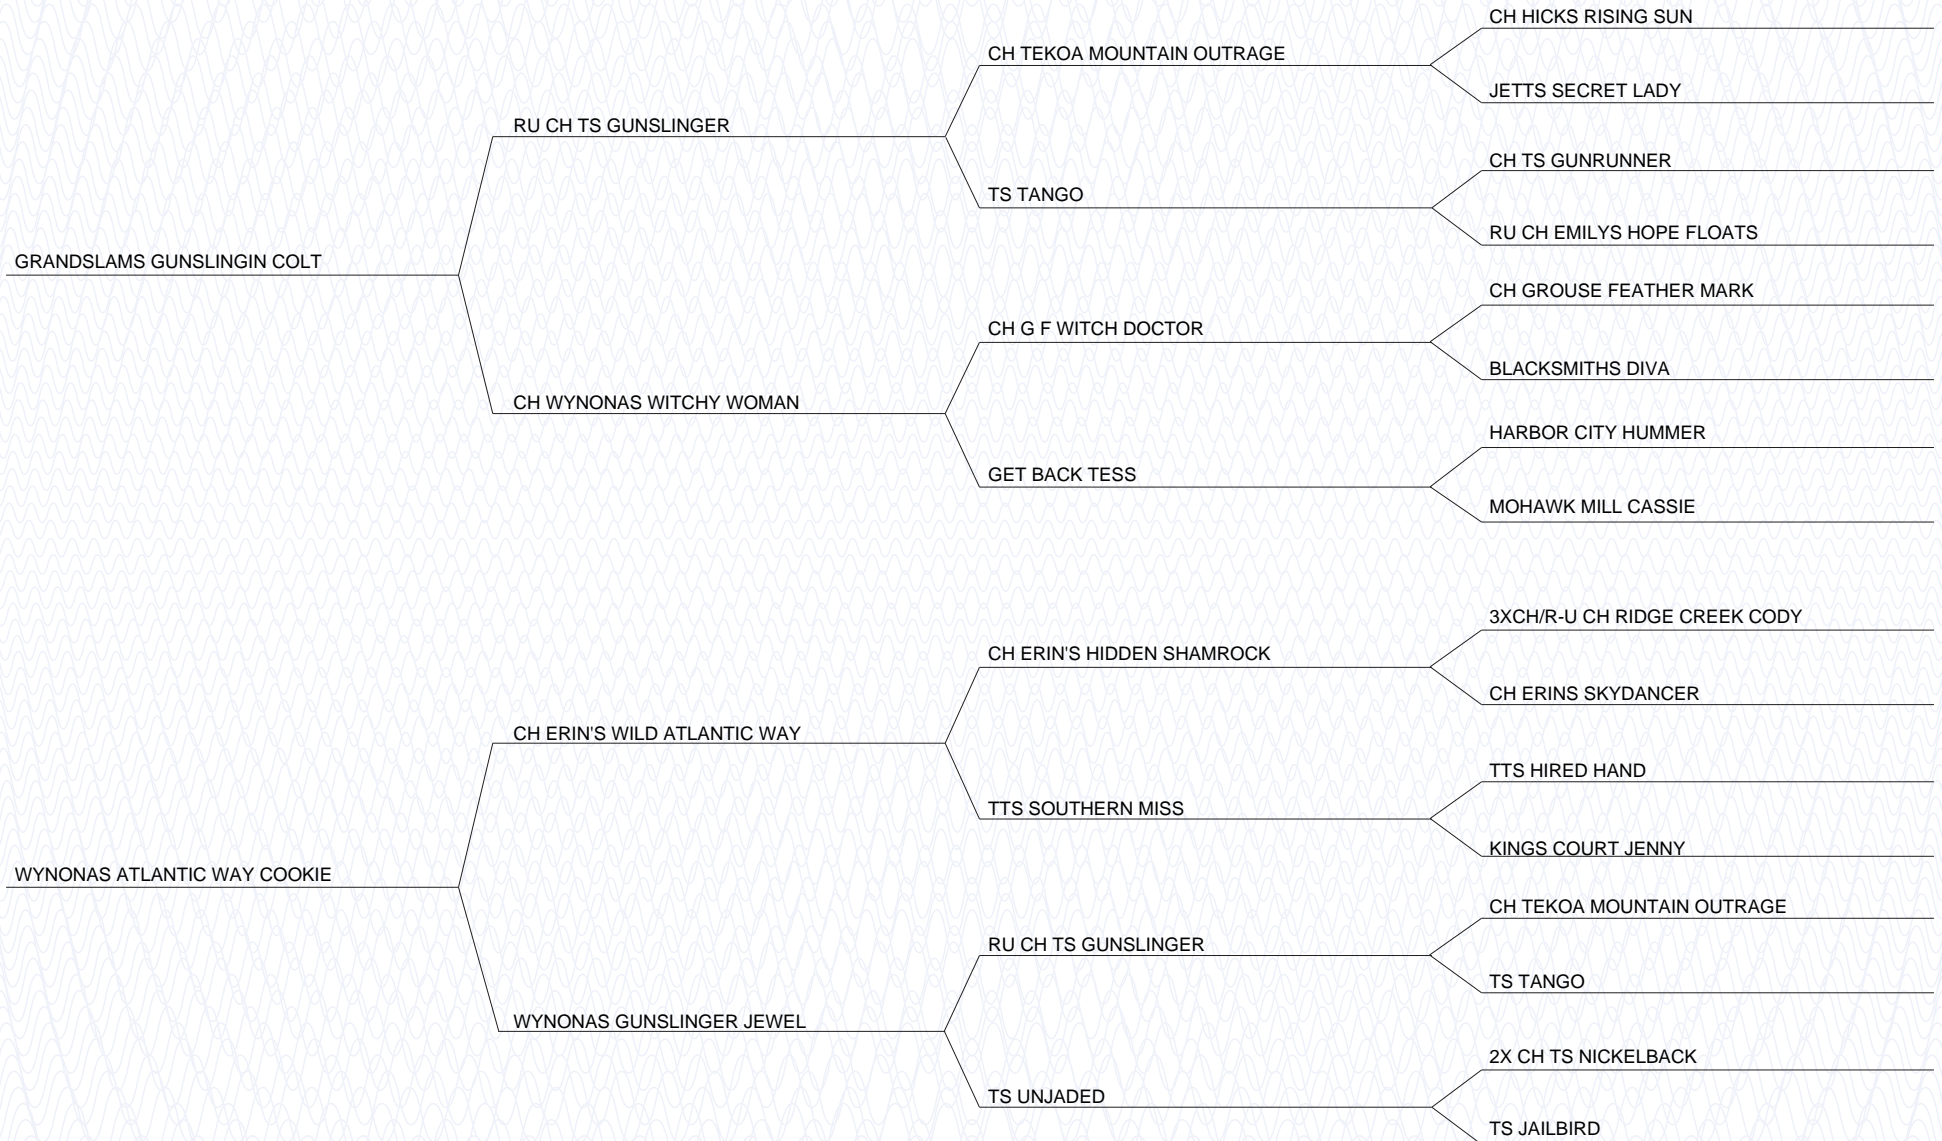 CH HICKS RISING SUN
CH TEKOA MOUNTAIN OUTRAGE
JETTS SECRET LADY
RU CH TS GUNSLINGER
CH TS GUNRUNNER
TS TANGO
RU CH EMILYS HOPE FLOATS
GRANDSLAMS GUNSLINGIN COLT
CH GROUSE FEATHER MARK
CH G F WITCH DOCTOR
BLACKSMITHS DIVA
CH WYNONAS WITCHY WOMAN
HARBOR CITY HUMMER
GET BACK TESS
MOHAWK MILL CASSIE
3XCH/R-U CH RIDGE CREEK CODY
CH ERIN'S HIDDEN SHAMROCK
CH ERINS SKYDANCER
CH ERIN'S WILD ATLANTIC WAY
TTS HIRED HAND
TTS SOUTHERN MISS
KINGS COURT JENNY
WYNONAS ATLANTIC WAY COOKIE
CH TEKOA MOUNTAIN OUTRAGE
RU CH TS GUNSLINGER
TS TANGO
WYNONAS GUNSLINGER JEWEL
2X CH TS NICKELBACK
TS UNJADED
TS JAILBIRD